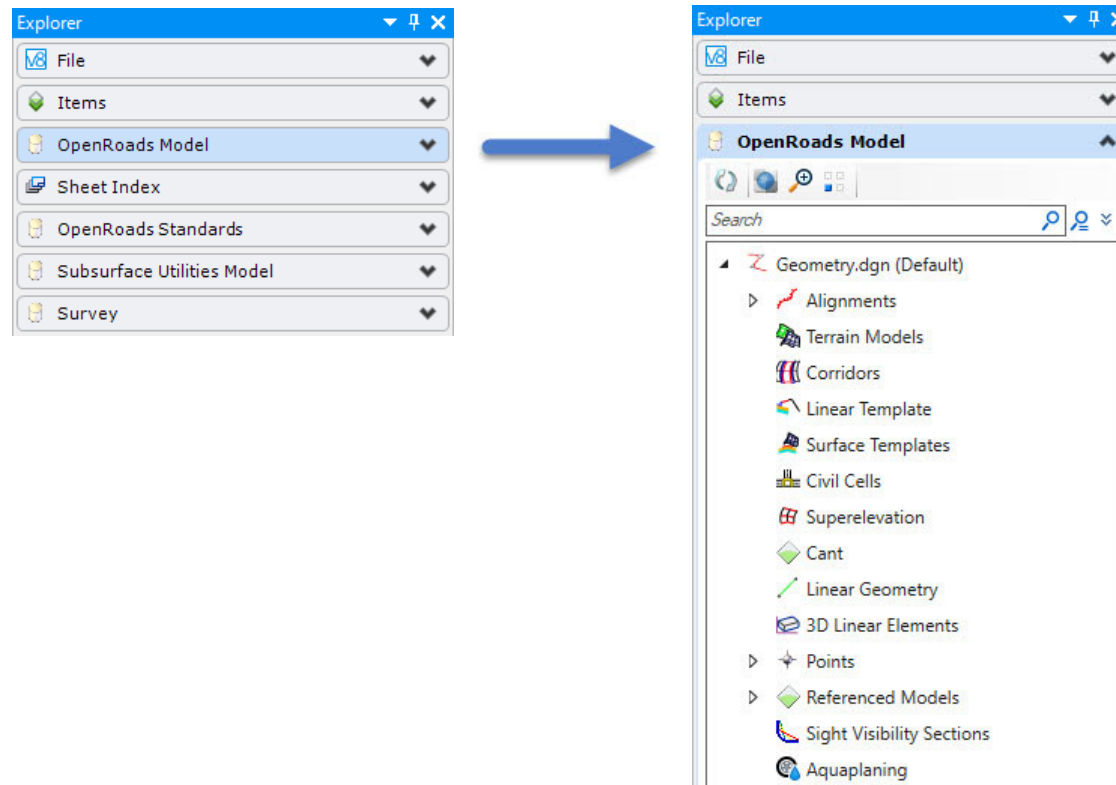 Explorer
File
Items
OpenRoads Model
Sheet Index
OpenRoads Standards
Subsurface Utilities Model
Survey
Explorer
File
Items
OpenRoads Model
Search
Geometry.dgn (Default)
Alignments
Terrain Models
Corridors
Linear Template
Surface Templates
Civil Cells
Superelevation
Cant
Linear Geometry
3D Linear Elements
Points
Referenced Models
Sight Visibility Sections
Aquaplaning